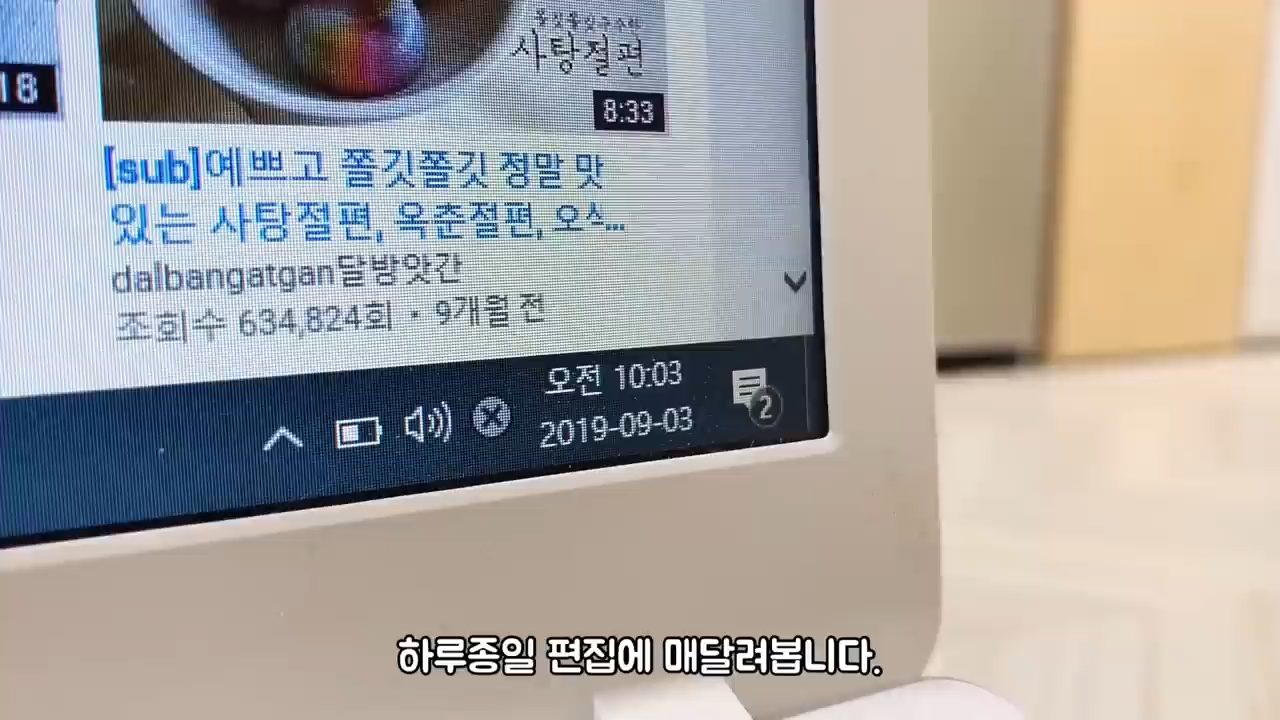 사탕절편
18
8:33
[sub]예쁘고 쫄깃쫄깃 정말 맛
있는 사탕절편, 옥춘절편, 오색...
dalbangatgan달방앗간
조회수 634,824회 · 9개월 전
오전 10:03
2019-09-03
2
하루종일 편집에 매달려봅니다.